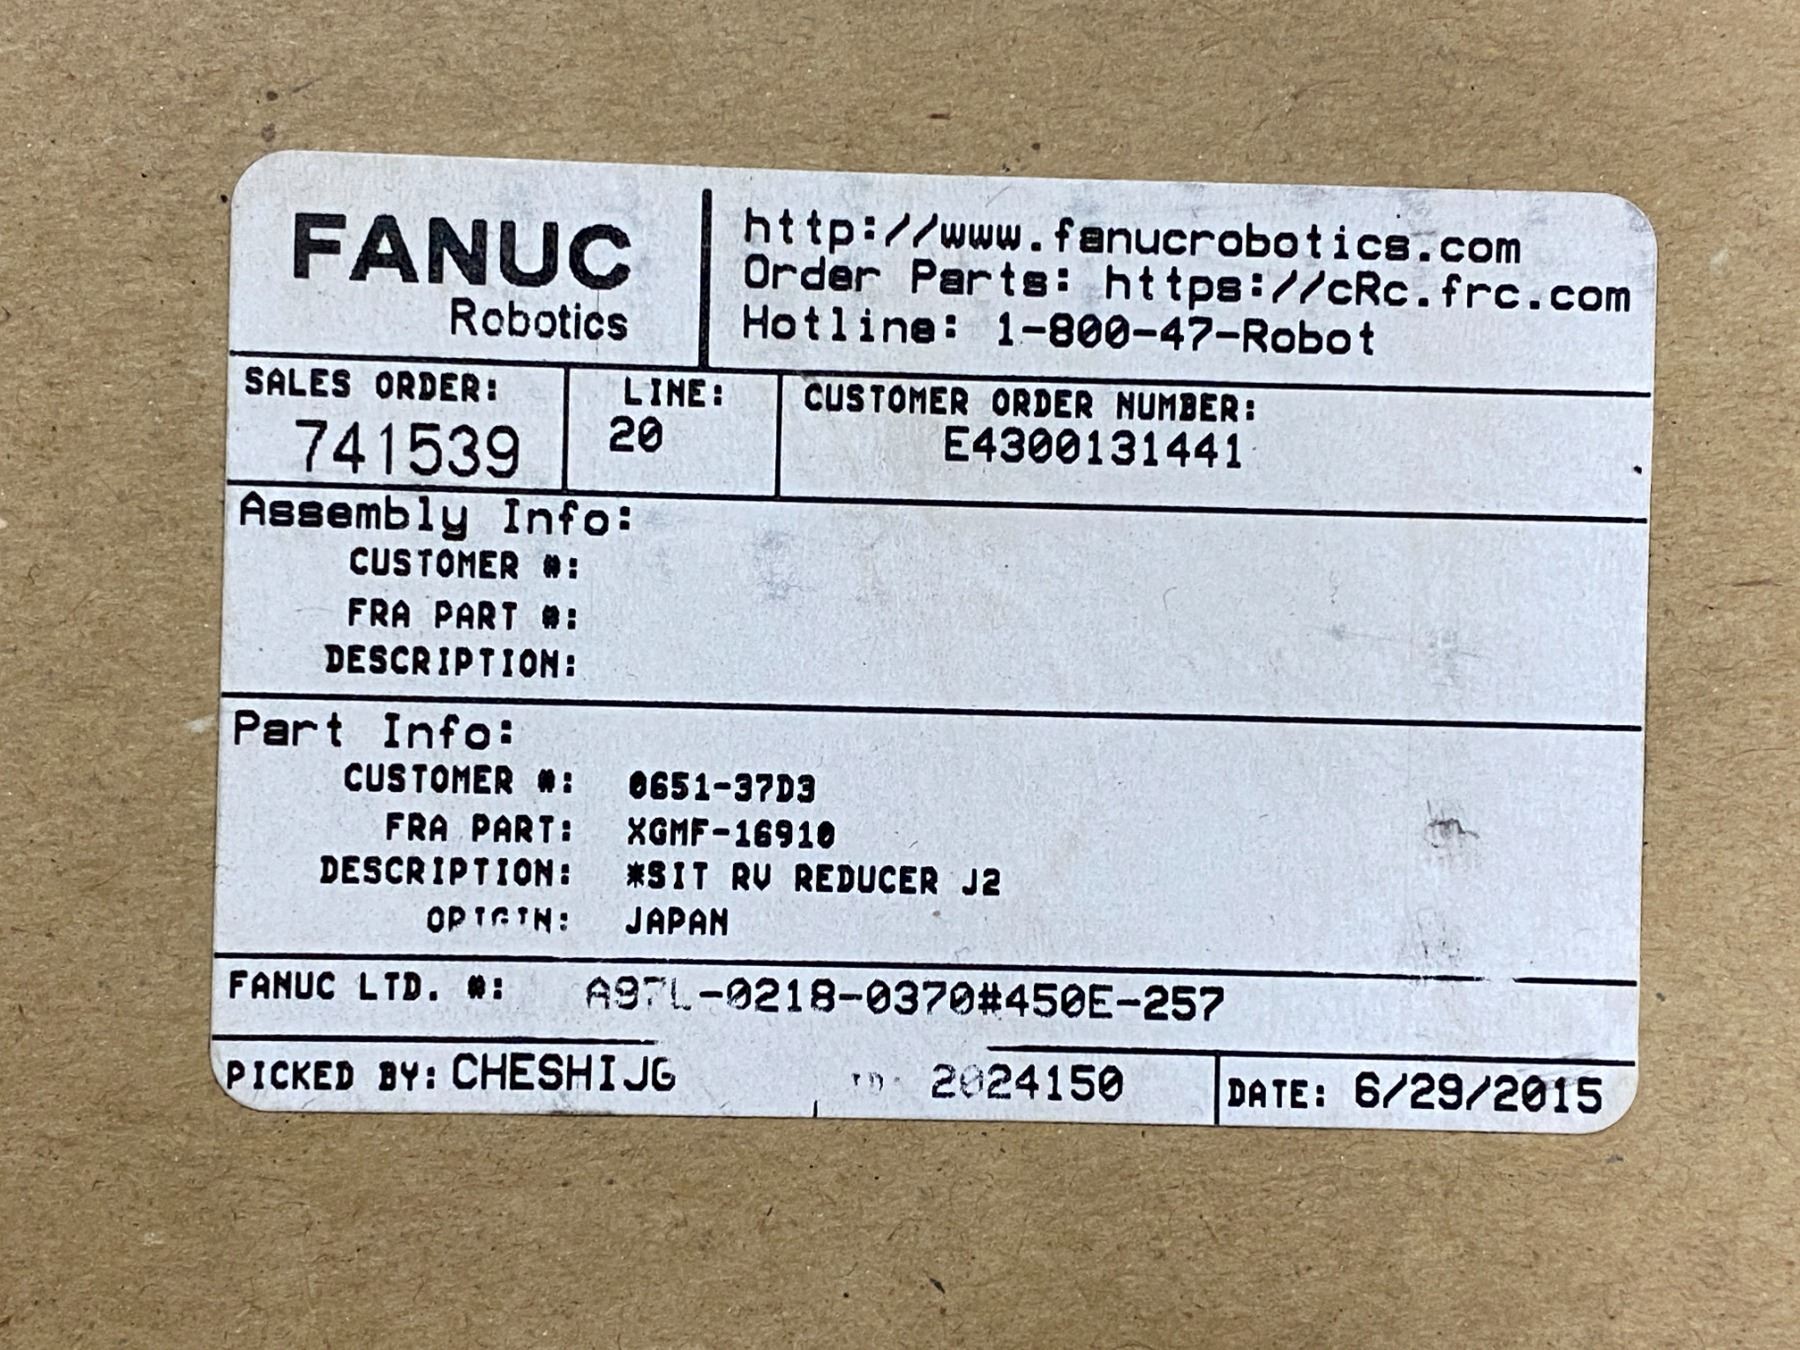 FANUC
Robotics
http://www.fanucrobotics.com
Order Parts: https://cRc.frc.com
Hotline: 1-800-47-Robot
SALES ORDER:
741539
LINE:
20
CUSTOMER ORDER NUMBER:
E4300131441
Assembly Info:
CUSTOMER #:
FRA PART #:
DESCRIPTION:
Part Info:
CUSTOMER #: 0651-37D3
FRA PART: XGMF-16910
DESCRIPTION: *SIT RV REDUCER J2
ORIGIN: JAPAN
FANUC LTD. #: A97L-0218-0370#450E-257
PICKED BY: CHESHIJG ID: 2024150 DATE: 6/29/2015